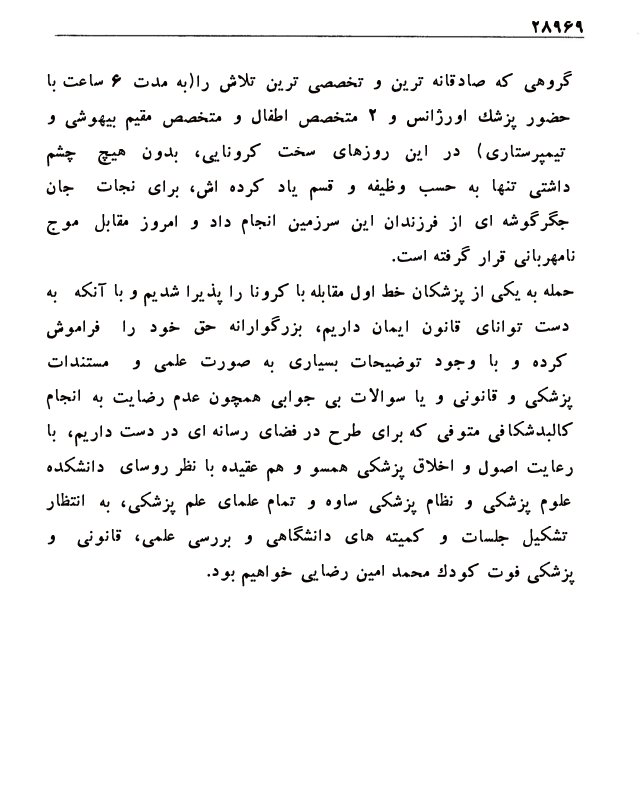 ۲۸۹۶۹
گروهی که صادقانه ترین و تخصصی ترین تلاش را(به مدت ۶ ساعت با
حضور پزشك اورژانس و ۲ متخصص اطفال و متخصص مقیم بیهوشی و
تیمپرستاری) در این روزهای سخت کرونایی، بدون هیچ چشم
داشتی تنها به حسب وظیفه و قسم یاد کرده اش، برای نجات جان
جگرگوشه ای از فرزندان این سرزمین انجام داد و امروز مقابل موج
نامهربانی قرار گرفته است.
حمله به یکی از پزشکان خط اول مقابله با کرونا را پذیرا شدیم و با آنکه به
دست توانای قانون ایمان داریم، بزرگوارانه حق خود را فراموش
کرده و با وجود توضیحات بسیاری به صورت علمی و مستندات
پزشکی و قانونی و یا سوالات بی جوابی همچون عدم رضایت به انجام
کالبدشکافی متوفی که برای طرح در فضای رسانه ای در دست داریم، با
رعایت اصول و اخلاق پزشکی همسو و هم عقیده با نظر روسای دانشکده
علوم پزشکی و نظام پزشکی ساوه و تمام علمای علم پزشکی، به انتظار
تشکیل جلسات و کمیته های دانشگاهی و بررسی علمی، قانونی و
پزشکی فوت کودك محمد امین رضایی خواهیم بود.